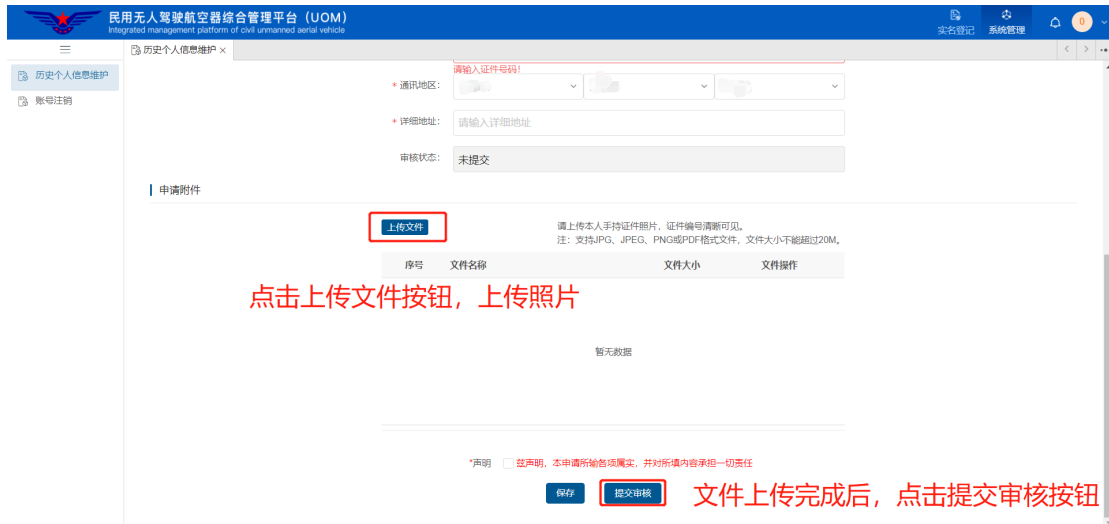 民用无人驾驶航空器综合管理平台（UOM）
Integrated management platform of civil unmanned aerial vehicle
实名登记
系统管理
0
历史个人信息维护 ×
历史个人信息维护
账号注销
请输入证件号码!
* 通讯地区:
* 详细地址:
请输入详细地址
审核状态:
未提交
申请附件
上传文件
请上传本人手持证件照片，证件编号清晰可见。
注：支持JPG、JPEG、PNG或PDF格式文件，文件大小不能超过20M。
序号 文件名称 文件大小 文件操作
点击上传文件按钮，上传照片
暂无数据
*声明 兹声明，本申请所输各项属实，并对所填内容承担一切责任
保存 提交审核
文件上传完成后，点击提交审核按钮